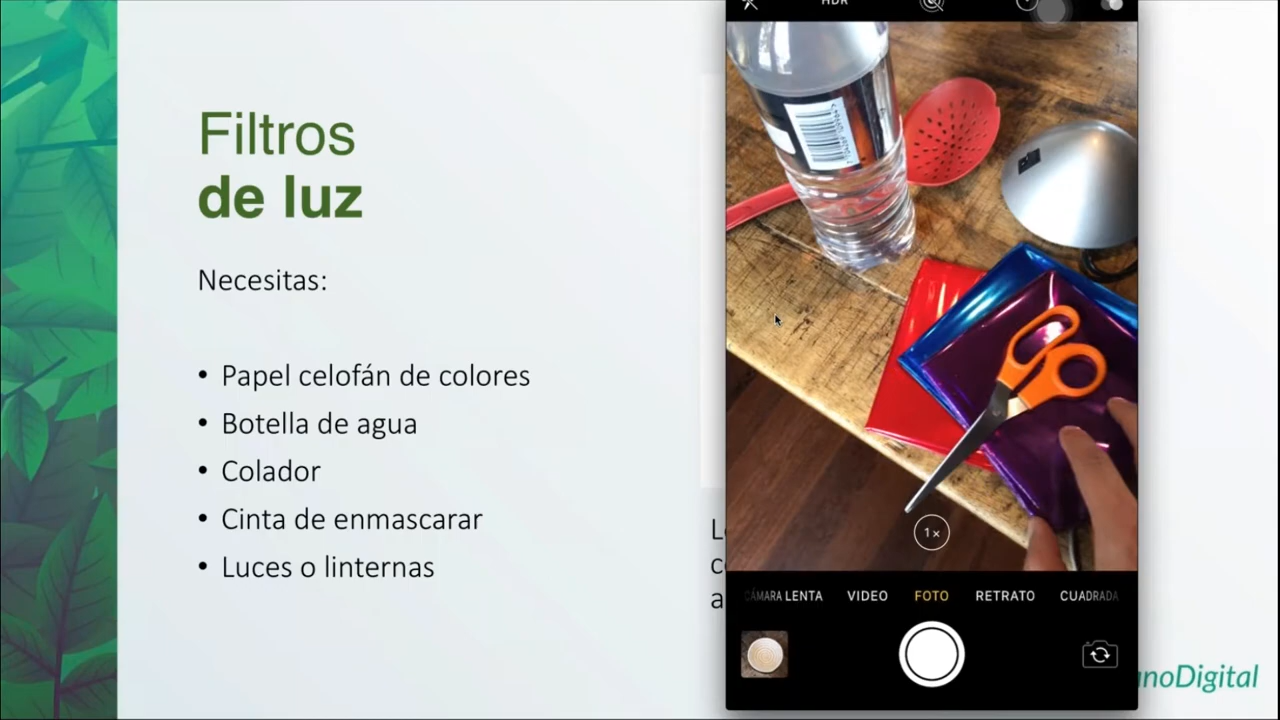 Filtros
de luz
Necesitas:
• Papel celofán de colores
• Botella de agua
• Colador
• Cinta de enmascarar
• Luces o linternas
HDR
1×
CÁMARA LENTA VIDEO FOTO RETRATO CUADRADA
noDigital